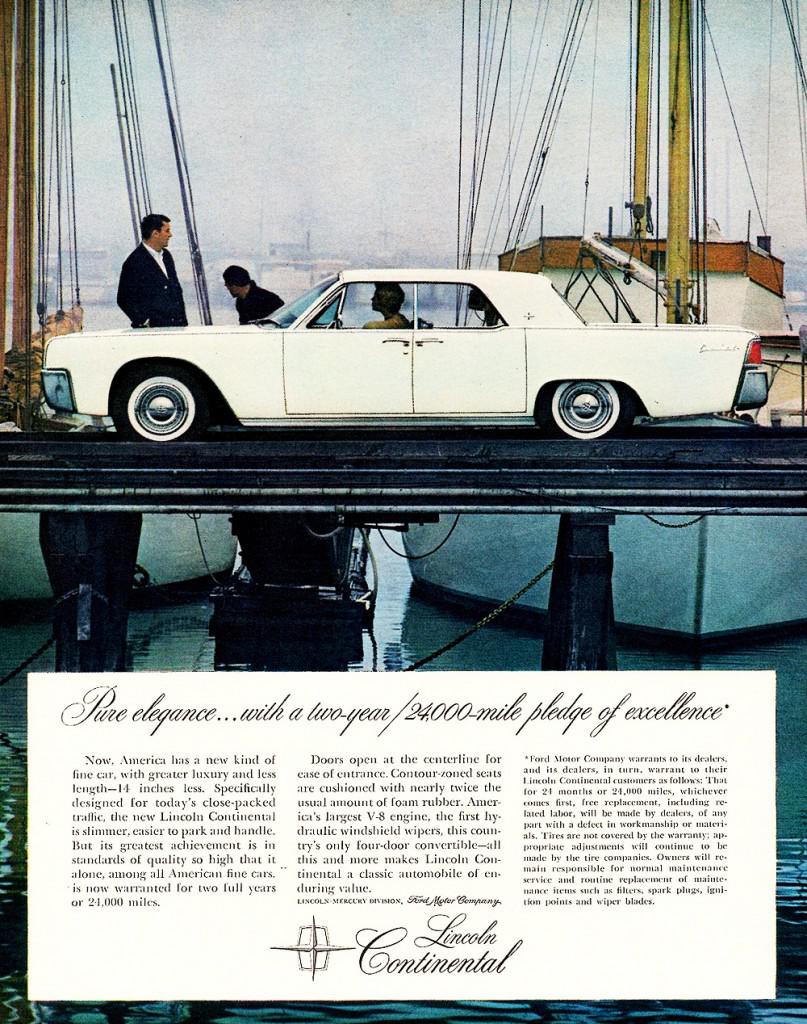 Pure elegance...with a two-year/24,000-mile pledge of excellence*
Now, America has a new kind of
fine car, with greater luxury and less
length—14 inches less. Specifically
designed for today's close-packed
traffic, the new Lincoln Continental
is slimmer, easier to park and handle.
But its greatest achievement is in
standards of quality so high that it
alone, among all American fine cars,
is now warranted for two full years
or 24,000 miles.
Doors open at the centerline for
ease of entrance. Contour-zoned seats
are cushioned with nearly twice the
usual amount of foam rubber. Amer-
ica's largest V-8 engine, the first hy-
draulic windshield wipers, this coun-
try's only four-door convertible—all
this and more makes Lincoln Con-
tinental a classic automobile of en-
during value.
LINCOLN-MERCURY DIVISION, Ford Motor Company,
*Ford Motor Company warrants to its dealers,
and its dealers, in turn, warrant to their
Lincoln Continental customers as follows: That
for 24 months or 24,000 miles, whichever
comes first, free replacement, including re-
lated labor, will be made by dealers, of any
part with a defect in workmanship or materi-
als. Tires are not covered by the warranty; ap-
propriate adjustments will continue to be
made by the tire companies. Owners will re-
main responsible for normal maintenance
service and routine replacement of mainte-
nance items such as filters, spark plugs, igni-
tion points and wiper blades.
Lincoln
Continental